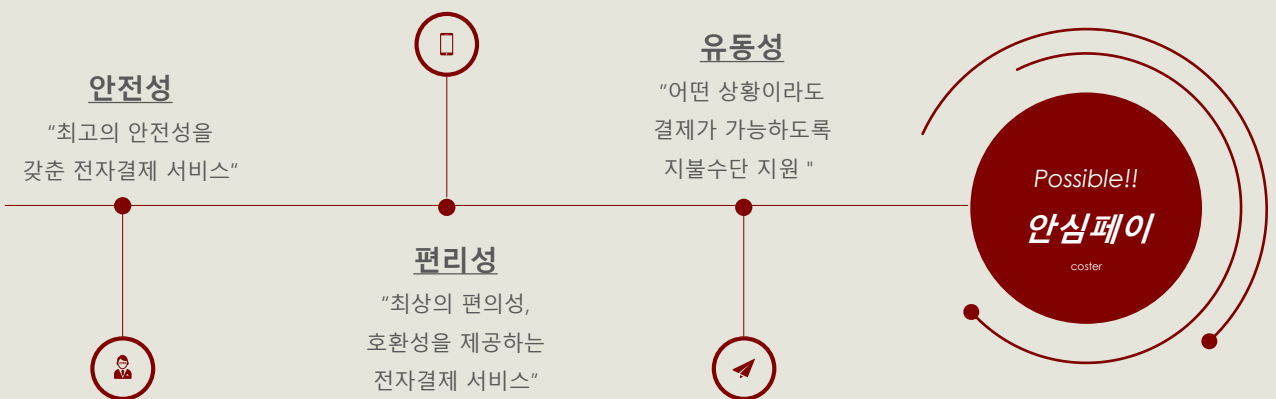 안전성
"최고의 안전성을
갖춘 전자결제 서비스"
편리성
"최상의 편의성,
호환성을 제공하는
전자결제 서비스"
유동성
"어떤 상황이라도
결제가 가능하도록
지불수단 지원 "
Possible!!
안심페이
coster